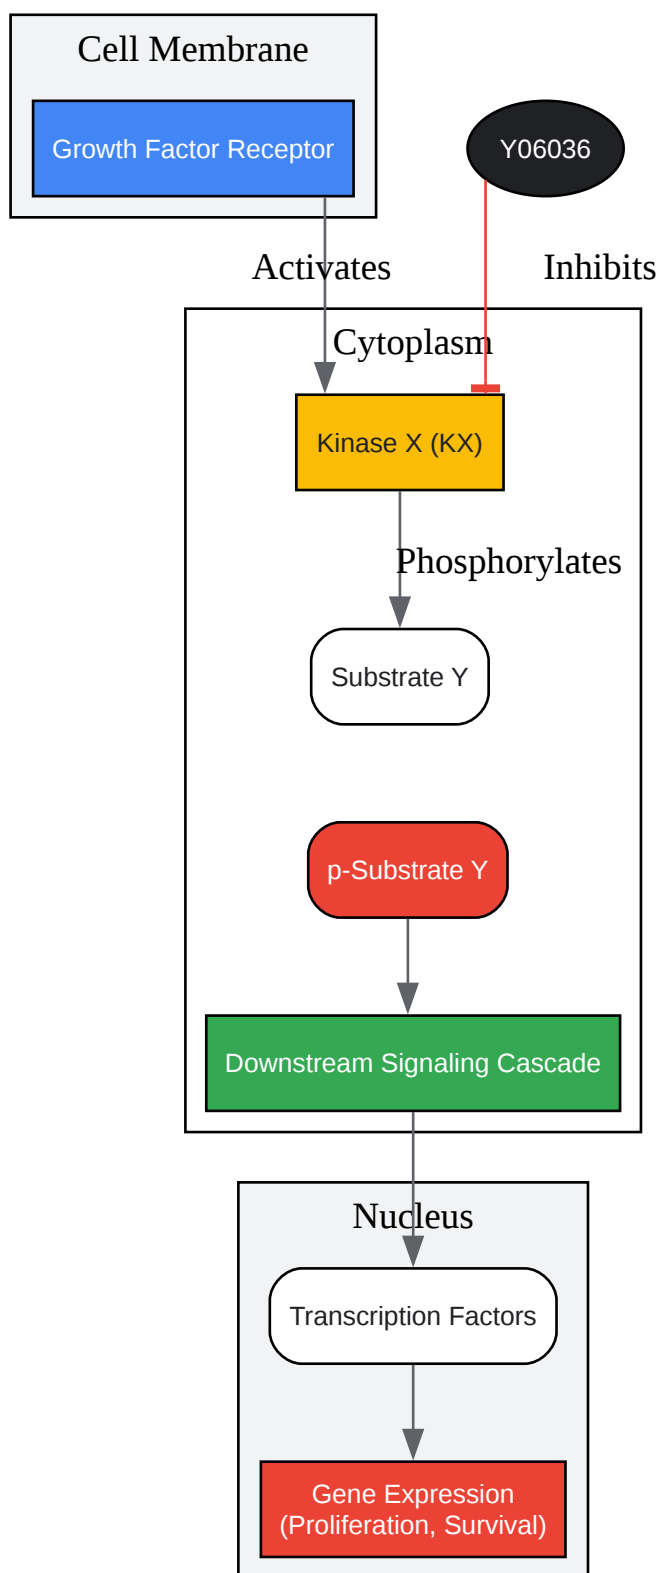 Cell Membrane
Growth Factor Receptor
Y06036
Activates
Inhibits
Cytoplasm
Kinase X (KX)
Phosphorylates
Substrate Y
p-Substrate Y
Downstream Signaling Cascade
Nucleus
Transcription Factors
Gene Expression
(Proliferation, Survival)